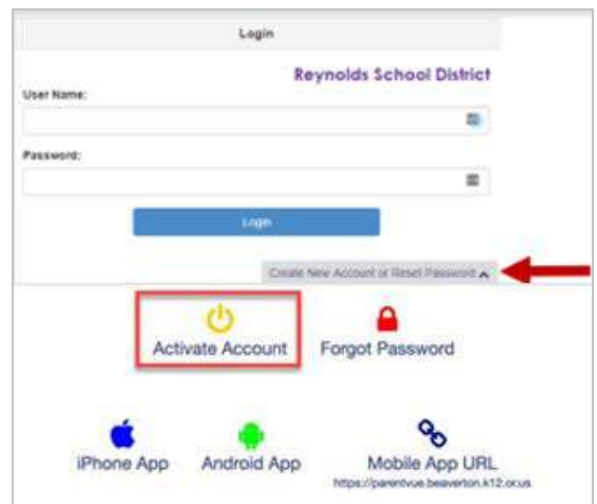 Login
Reynolds School District
User Name:
Password:
Login
Create New Account or Reset Password
Activate Account
Forgot Password
iPhone App
Android App
Mobile App URL
https://parentvue.beaverton.k12.or.us